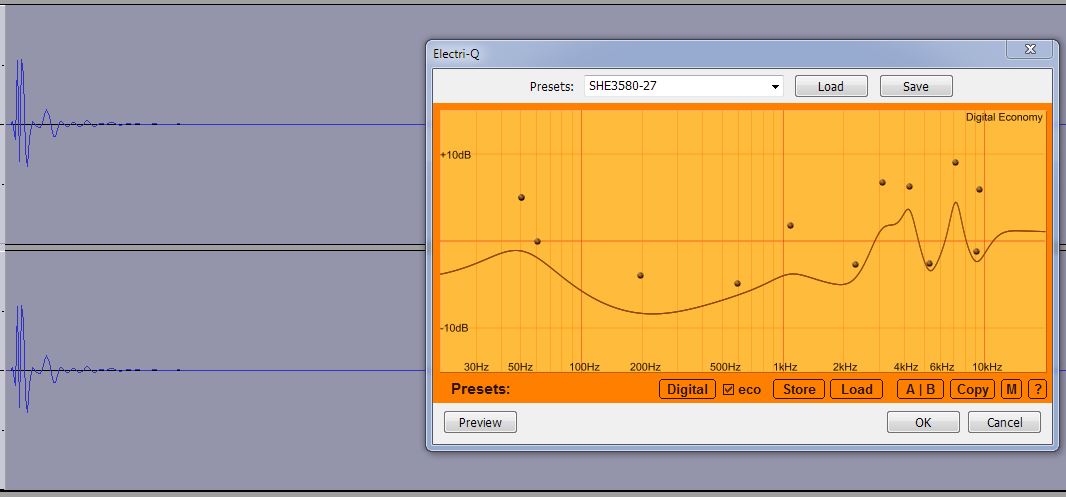 Electri-Q
Presets: SHE3580-27 Load Save
Digital Economy
+10dB
-10dB
30Hz 50Hz 100Hz 200Hz 500Hz 1kHz 2kHz 4kHz 6kHz 10kHz
Presets: Digital eco Store Load A | B Copy M ?
Preview OK Cancel